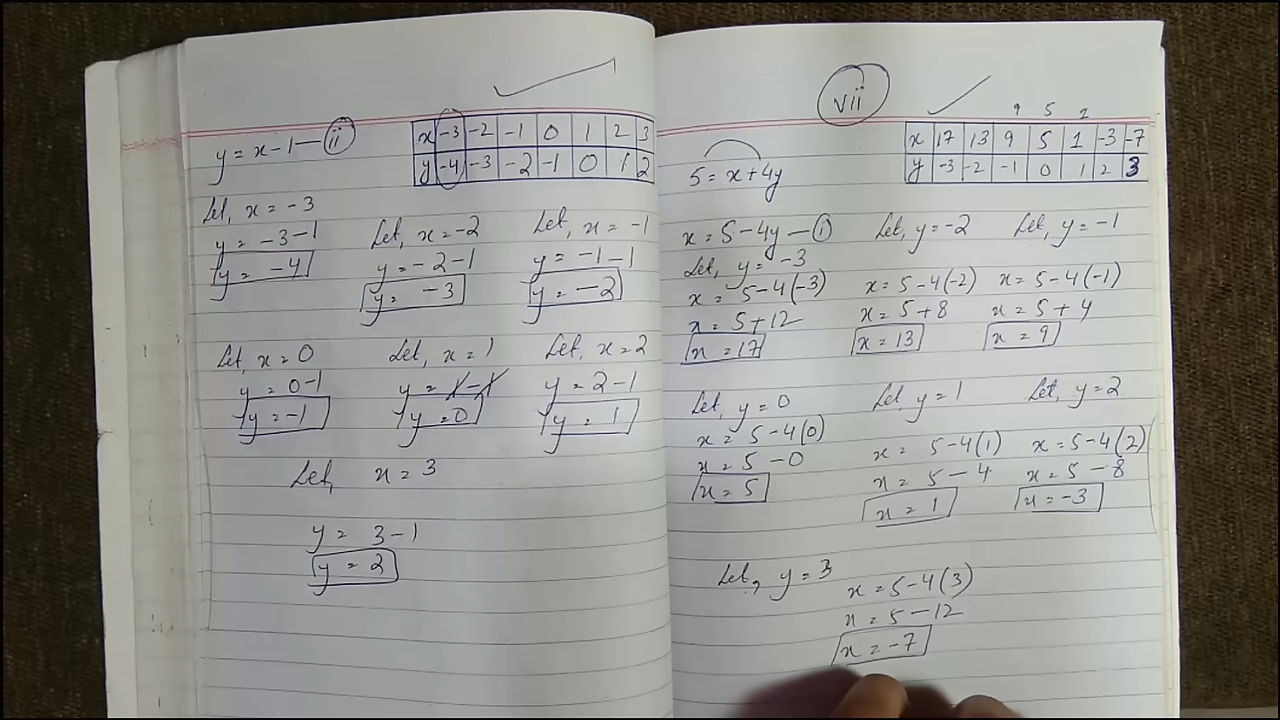 y = x - 1 — ii
x -3 -2 -1 0 1 2 3
y -4 -3 -2 -1 0 1 2
Let, x = -3
y = -3 - 1
y = -4
Let, x = -2
y = -2 - 1
y = -3
Let, x = -1
y = -1 - 1
y = -2
Let, x = 0
y = 0 - 1
y = -1
Let, x = 1
y = 1 - 1
y = 0
Let, x = 2
y = 2 - 1
y = 1
Let, x = 3
y = 3 - 1
y = 2
vii
9 5 2
x 17 13 9 5 1 -3 -7
y -3 -2 -1 0 1 2 3
5 = x + 4y
x = 5 - 4y — i
Let, y = -3
x = 5 - 4(-3)
x = 5 + 12
x = 17
Let, y = -2
x = 5 - 4(-2)
x = 5 + 8
x = 13
Let, y = -1
x = 5 - 4(-1)
x = 5 + 4
x = 9
Let, y = 0
x = 5 - 4(0)
x = 5 - 0
x = 5
Let, y = 1
x = 5 - 4(1)
x = 5 - 4
x = 1
Let, y = 2
x = 5 - 4(2)
x = 5 - 8
x = -3
Let, y = 3
x = 5 - 4(3)
x = 5 - 12
x = -7